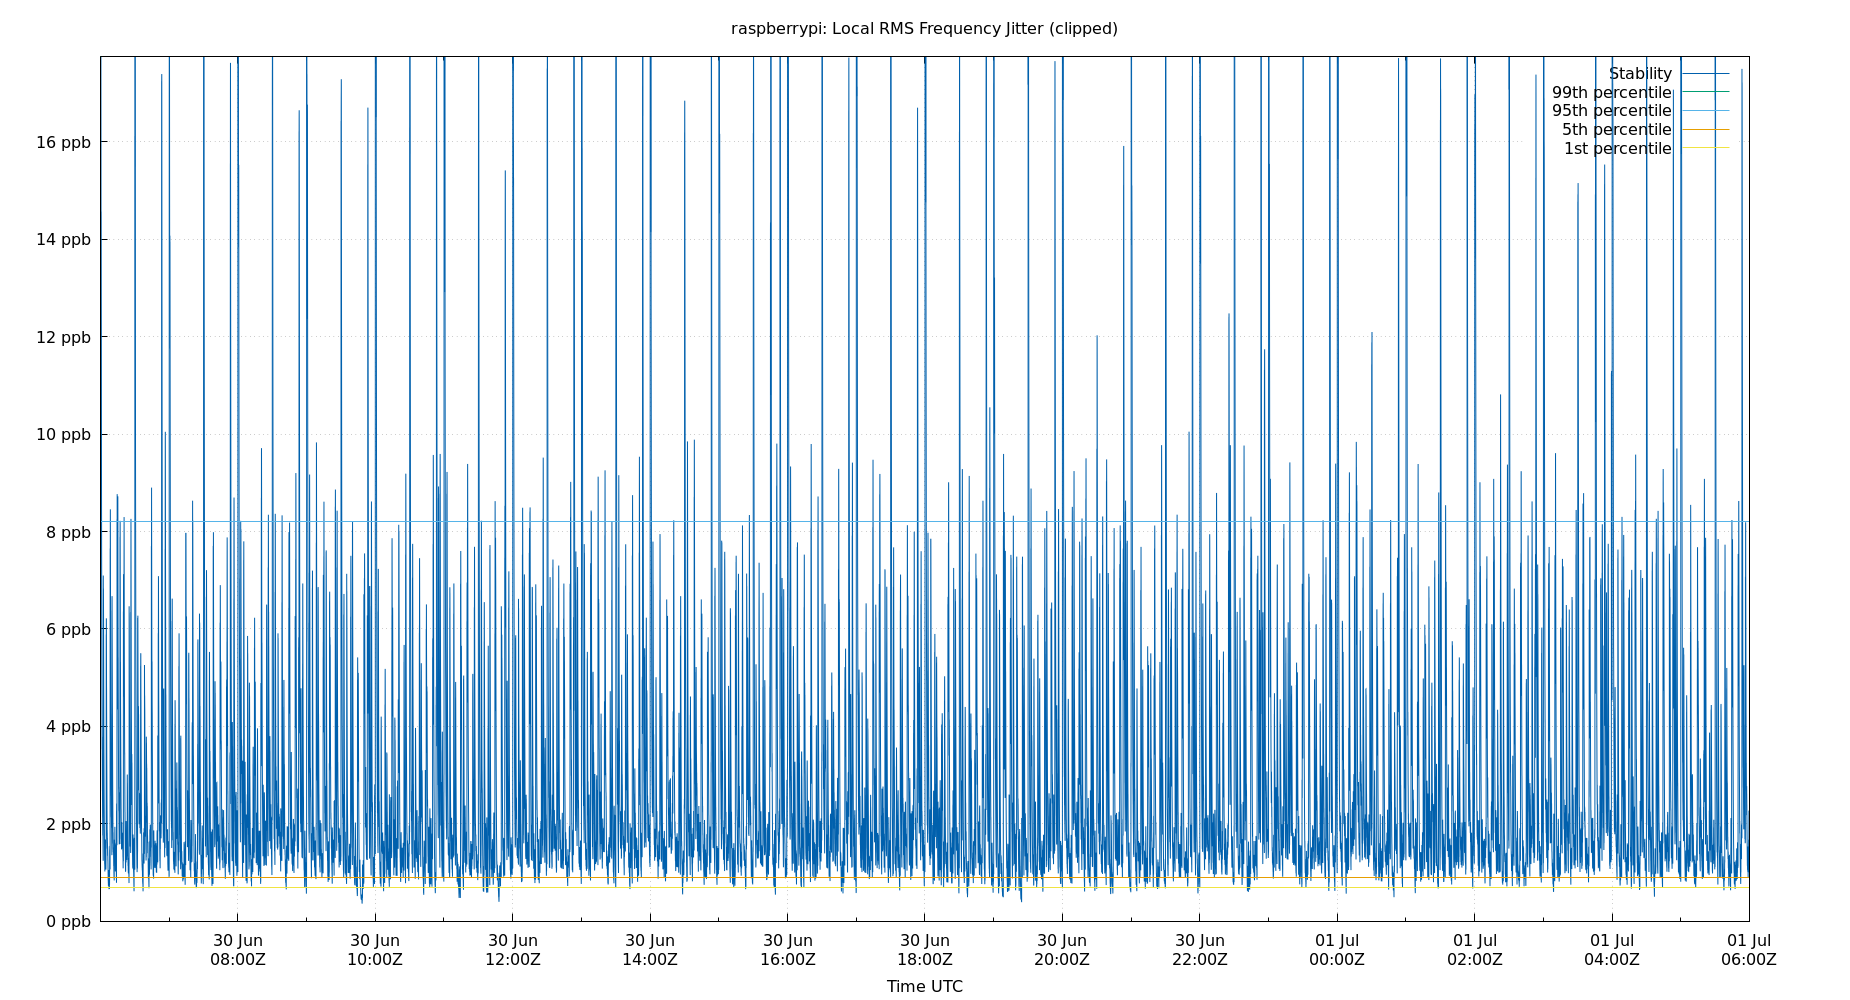 raspberrypi: Local RMS Frequency Jitter (clipped)
Stability
99th percentile
95th percentile
5th percentile
1st percentile
16 ppb
14 ppb
12 ppb
10 ppb
8 ppb
6 ppb
4 ppb
2 ppb
0 ppb
30 Jun 30 Jun 30 Jun 30 Jun 30 Jun 30 Jun 30 Jun 30 Jun 01 Jul 01 Jul 01 Jul 01 Jul
08:00Z 10:00Z 12:00Z 14:00Z 16:00Z 18:00Z 20:00Z 22:00Z 00:00Z 02:00Z 04:00Z 06:00Z
Time UTC